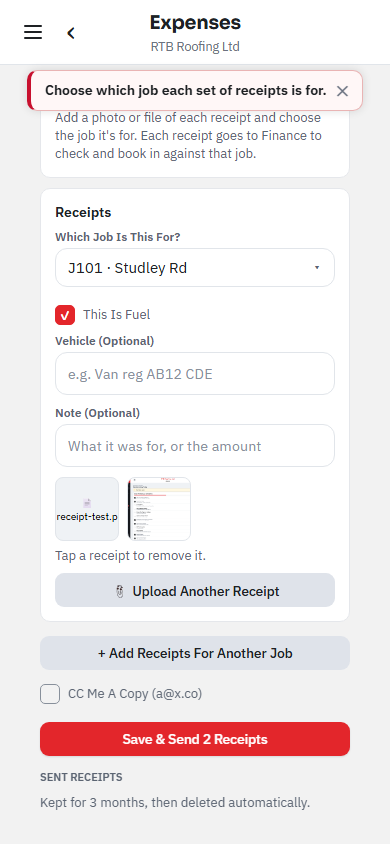 Expenses
RTB Roofing Ltd
Choose which job each set of receipts is for.
Add a photo or file of each receipt and choose
the job it's for. Each receipt goes to Finance to
check and book in against that job.
Receipts
Which Job Is This For?
J101 · Studley Rd
This Is Fuel
Vehicle (Optional)
e.g. Van reg AB12 CDE
Note (Optional)
What it was for, or the amount
receipt-test.p
Tap a receipt to remove it.
Upload Another Receipt
+ Add Receipts For Another Job
CC Me A Copy (a@x.co)
Save & Send 2 Receipts
SENT RECEIPTS
Kept for 3 months, then deleted automatically.